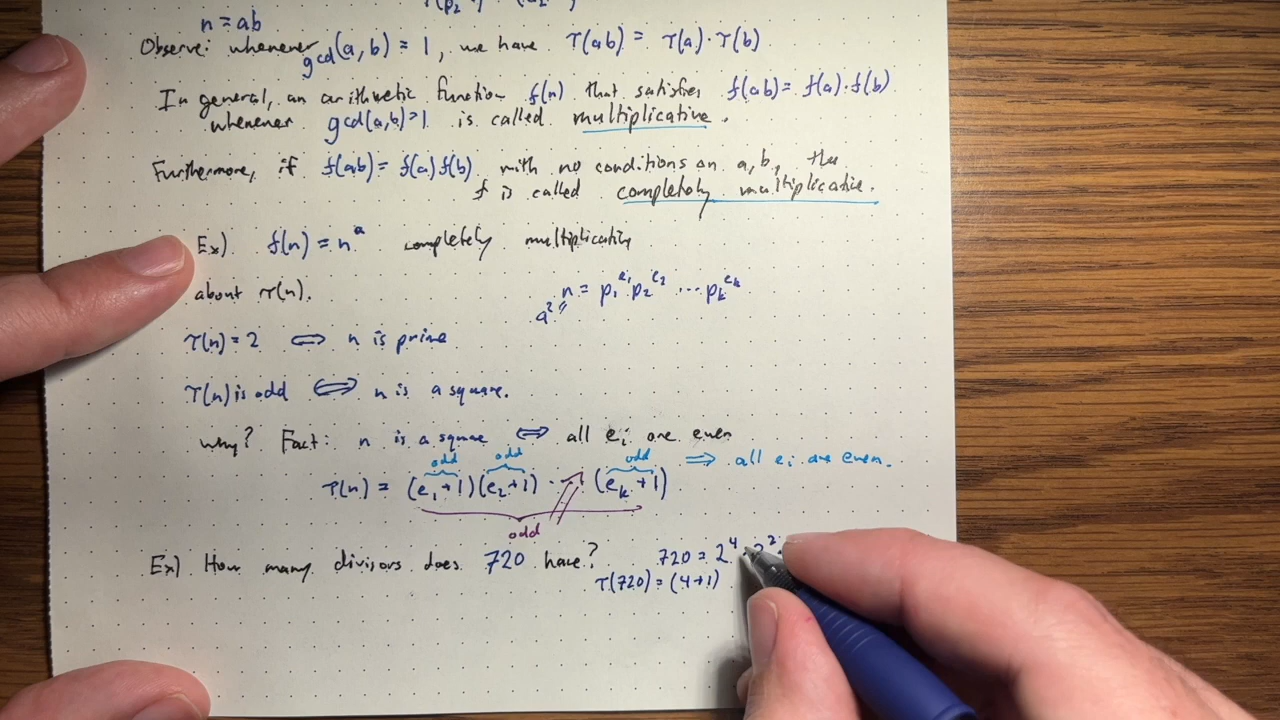 n = ab
Observe: whenever gcd(a, b) = 1, we have τ(ab) = τ(a)·τ(b)
In general, an arithmetic function f(n) that satisfies f(ab) = f(a)·f(b)
whenever gcd(a,b)=1 is called multiplicative.
Furthermore, if f(ab) = f(a)f(b) with no conditions on a, b, then
f is called completely multiplicative.
Ex) f(n) = n^a completely multiplicative
about τ(n).
n = p₁^e₁ p₂^e₂ ... pₖ^eₖ
a²
τ(n) = 2 ⇔ n is prime
τ(n) is odd ⇔ n is a square.
why? Fact: n is a square ⇔ all eᵢ are even
odd odd odd ⇒ all eᵢ are even.
τ(n) = (e₁+1)(e₂+1) ... (eₖ+1)
odd
Ex) How many divisors does 720 have? 720 = 2⁴ ·
τ(720) = (4+1)